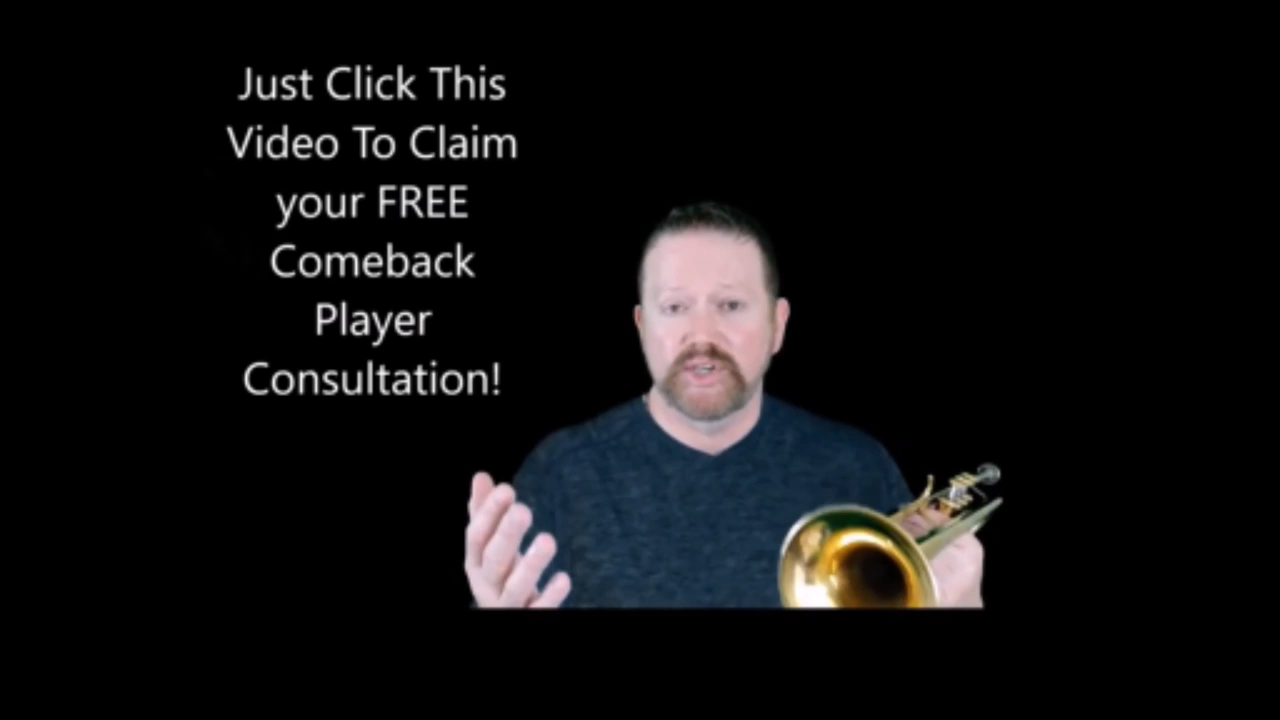 Just Click This
Video To Claim
your FREE
Comeback
Player
Consultation!